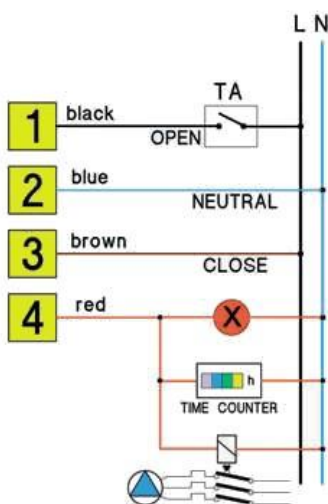 L N
TA
1 black
OPEN
2 blue
NEUTRAL
3 brown
CLOSE
4 red
X
h
TIME COUNTER